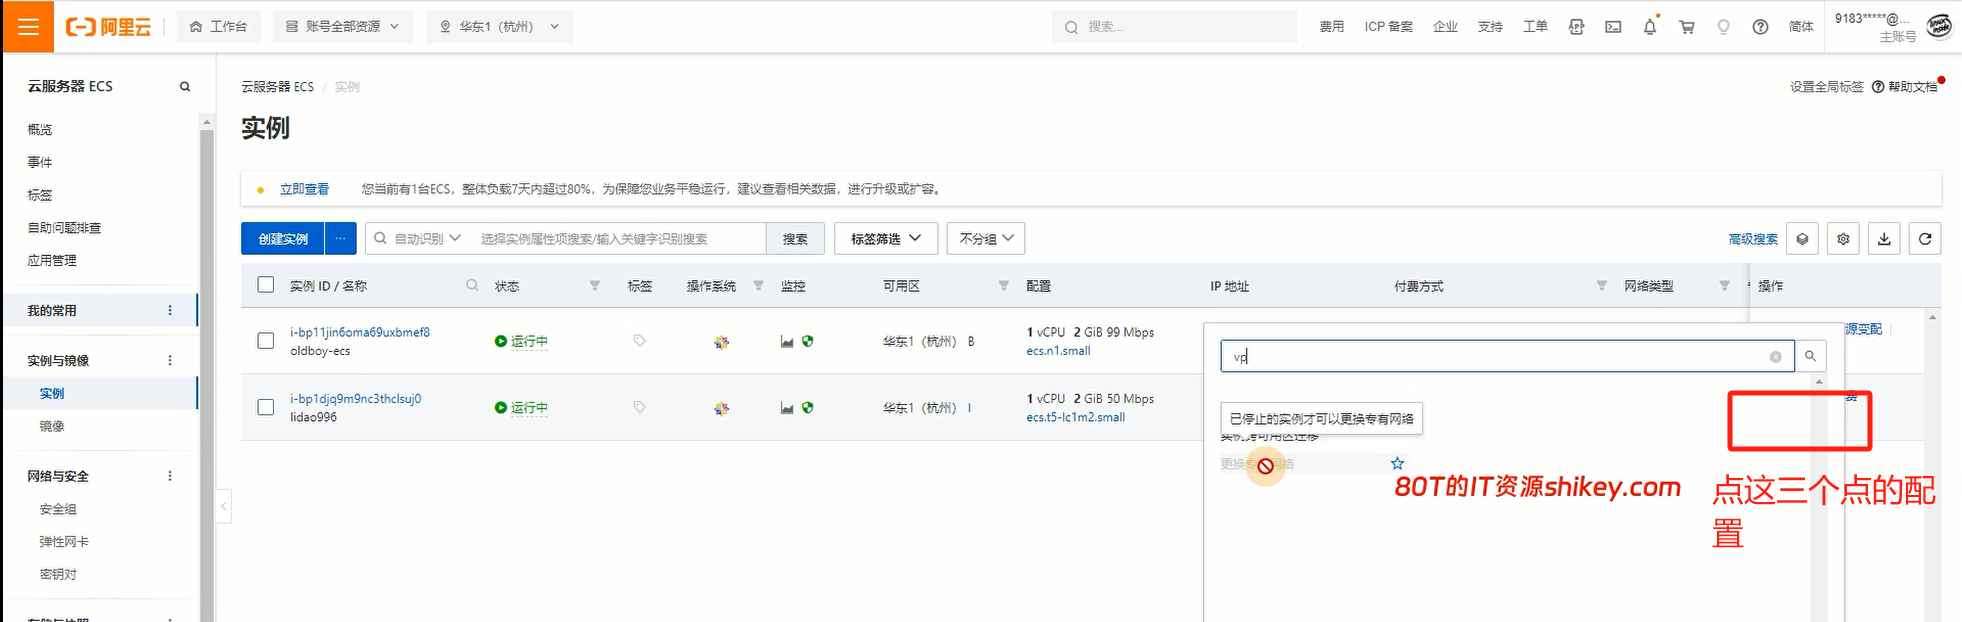 阿里云
工作台
账号全部资源
华东1（杭州）
搜索...
费用
ICP 备案
企业
支持
工单
简体
9183*****@...
主账号
云服务器 ECS
概览
事件
标签
自助问题排查
应用管理
我的常用
实例与镜像
实例
镜像
网络与安全
安全组
弹性网卡
密钥对
云服务器 ECS / 实例
设置全局标签
帮助文档
实例
立即查看
您当前有1台ECS，整体负载7天内超过80%，为保障您业务平稳运行，建议查看相关数据，进行升级或扩容。
创建实例
...
自动识别
选择实例属性项搜索/输入关键字识别搜索
搜索
标签筛选
不分组
高级搜索
实例 ID / 名称
状态
标签
操作系统
监控
可用区
配置
IP 地址
付费方式
网络类型
操作
i-bp11jin6oma69uxbmef8
oldboy-ecs
运行中
华东1（杭州） B
1 vCPU 2 GiB 99 Mbps
ecs.n1.small
源变配
i-bp1djq9m9nc3thclsuj0
lidao996
运行中
华东1（杭州） I
1 vCPU 2 GiB 50 Mbps
ecs.t5-lc1m2.small
vp
已停止的实例才可以更换专有网络
实例跨可用区迁移
更换专有网络
80T的IT资源shikey.com
点这三个点的配
置